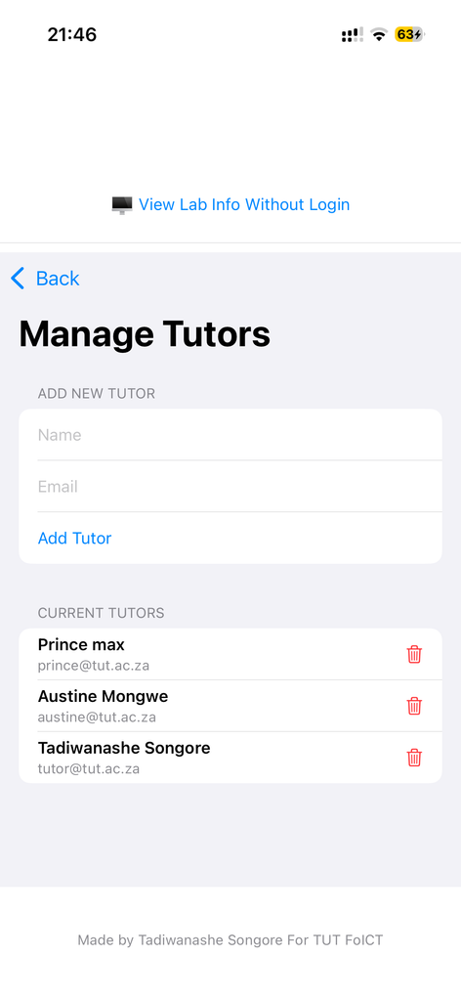 21:46
63
View Lab Info Without Login
Back
Manage Tutors
ADD NEW TUTOR
Name
Email
Add Tutor
CURRENT TUTORS
Prince max
prince@tut.ac.za
Austine Mongwe
austine@tut.ac.za
Tadiwanashe Songore
tutor@tut.ac.za
Made by Tadiwanashe Songore For TUT FoICT